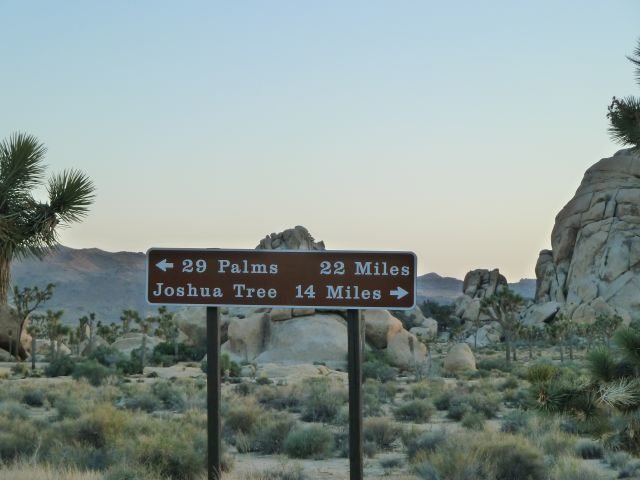 ← 29 Palms 22 Miles
Joshua Tree 14 Miles →